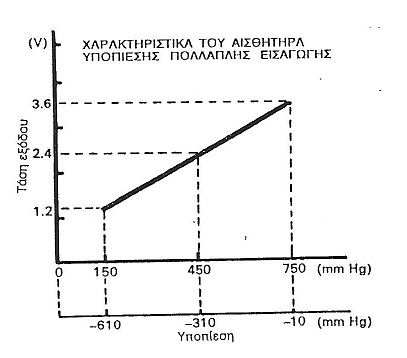 (V) ΧΑΡΑΚΤΗΡΙΣΤΙΚΑ ΤΟΥ ΑΙΣΘΗΤΗΡΑ
ΥΠΟΠΙΕΣΗΣ ΠΟΛΛΑΠΛΗΣ ΕΙΣΑΓΩΓΗΣ
3.6
2.4
1.2
Τάση εξόδου
0 150 450 750 (mm Hg)
-610 -310 -10 (mm Hg)
Υποπίεση